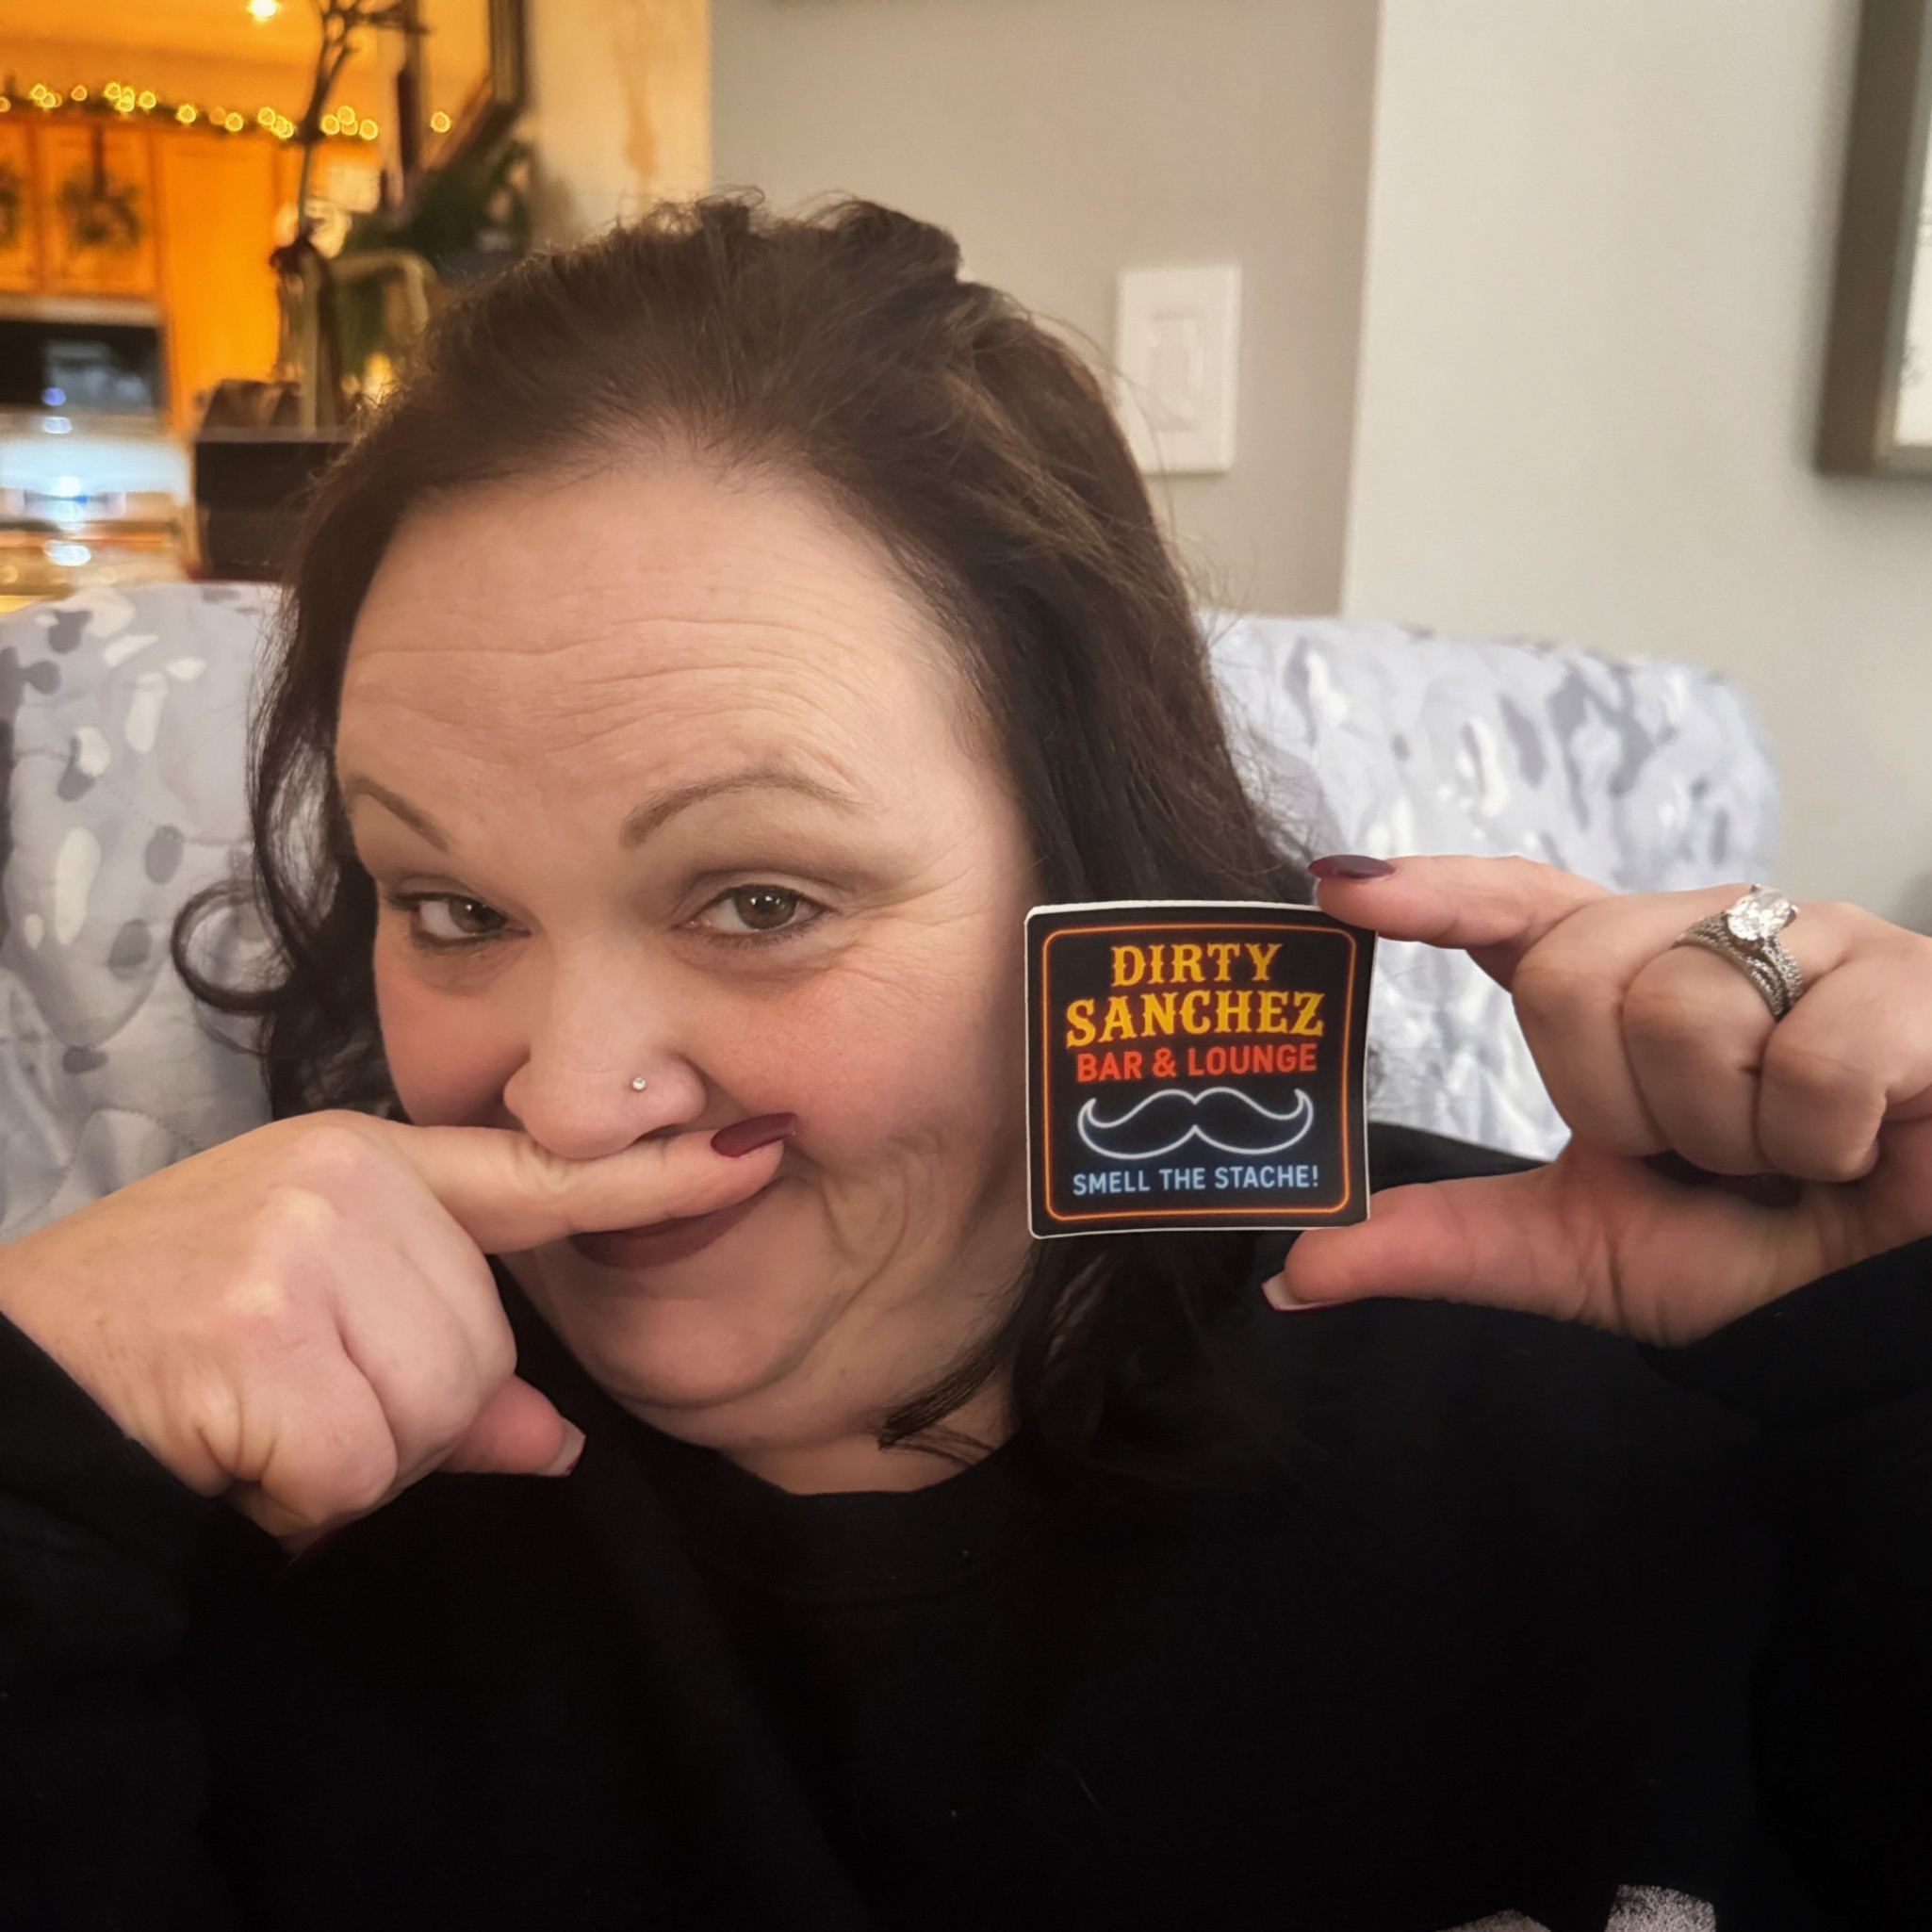 DIRTY
SANCHEZ
BAR & LOUNGE
SMELL THE STACHE!